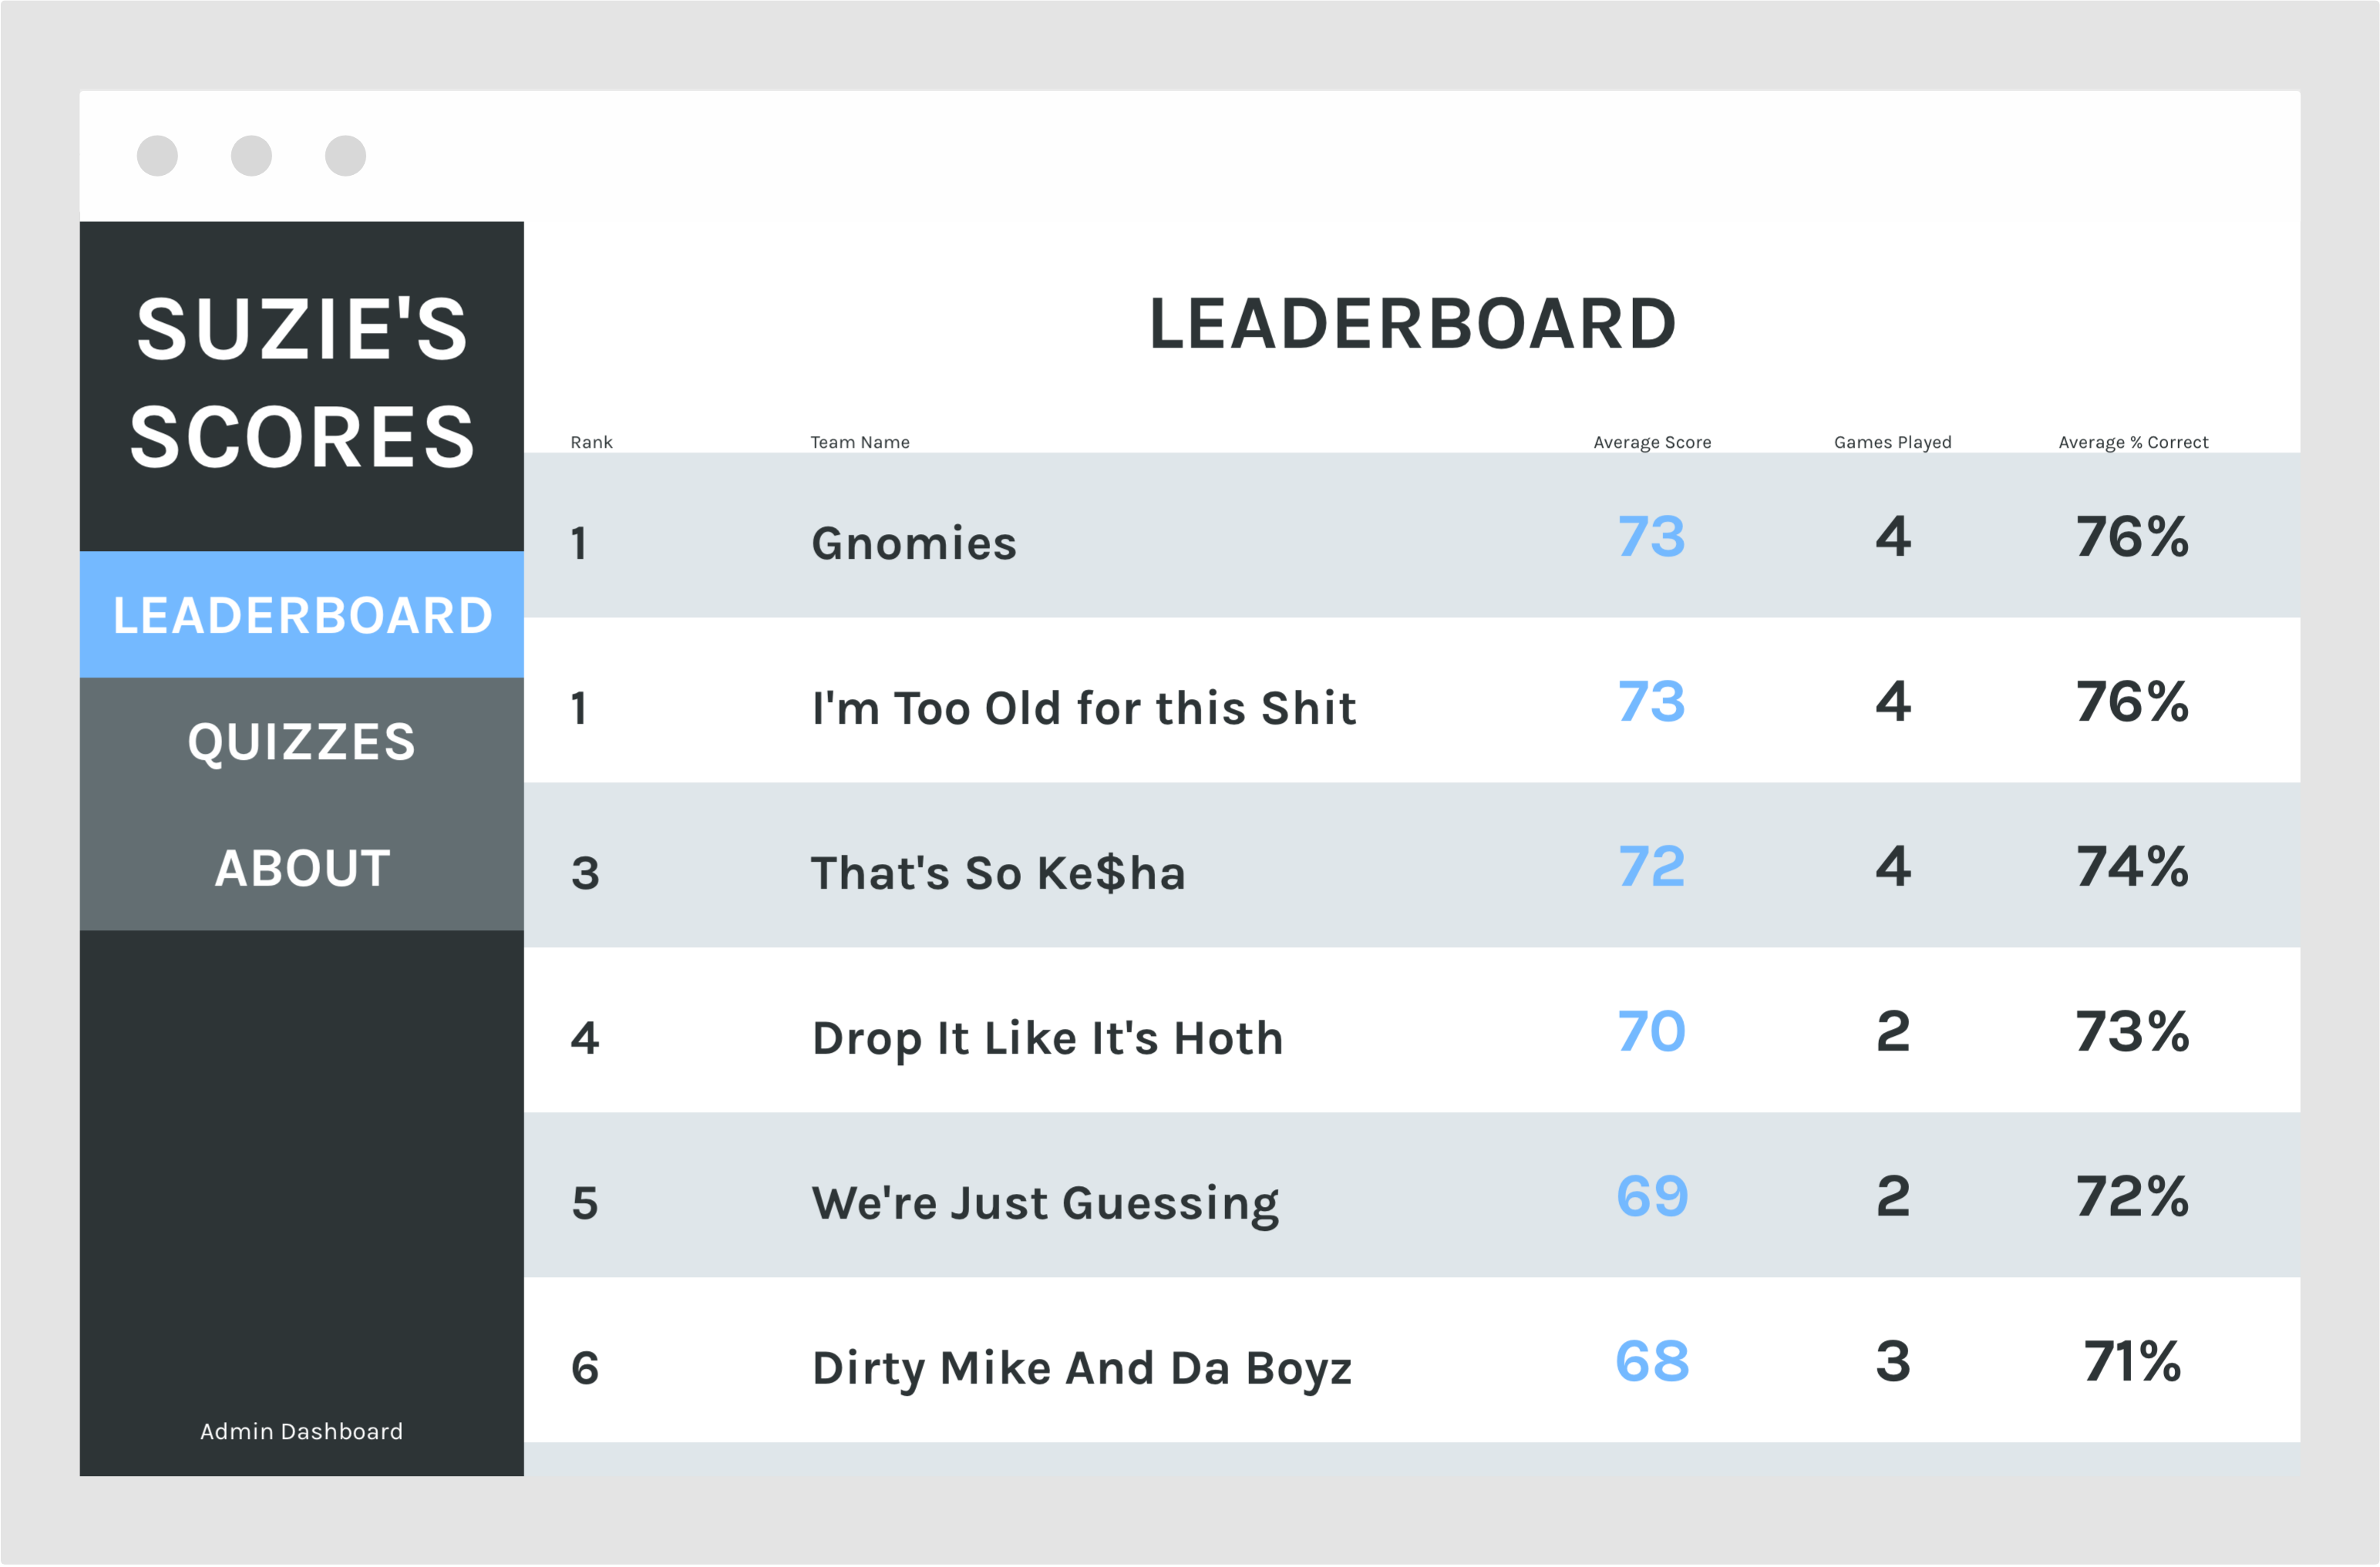 SUZIE'S
SCORES
LEADERBOARD
QUIZZES
ABOUT
Admin Dashboard
LEADERBOARD
Rank Team Name Average Score Games Played Average % Correct
1 Gnomies 73 4 76%
1 I'm Too Old for this Shit 73 4 76%
3 That's So Ke$ha 72 4 74%
4 Drop It Like It's Hoth 70 2 73%
5 We're Just Guessing 69 2 72%
6 Dirty Mike And Da Boyz 68 3 71%